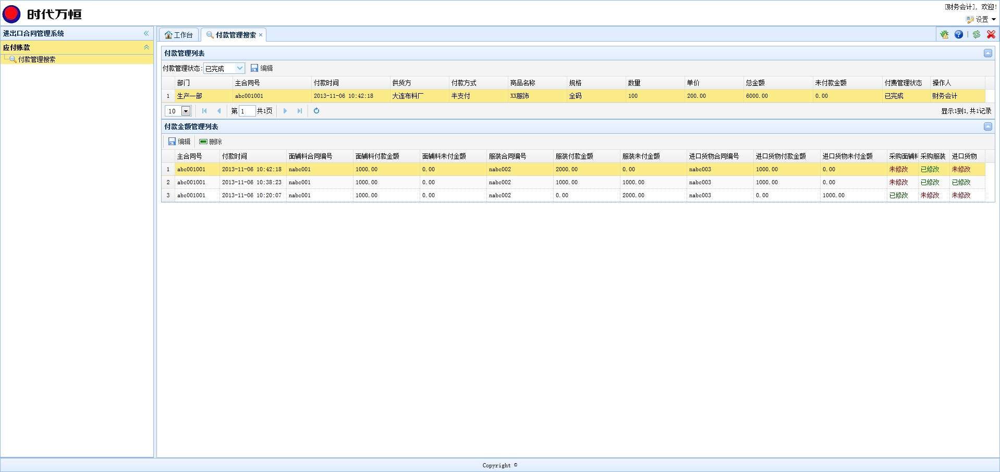 时代万恒
[财务会计], 欢迎!
设置
进出口合同管理系统
应付账款
付款管理搜索
工作台 付款管理搜索
付款管理列表
付款管理状态: 已完成 编辑
部门 主合同号 付款时间 供货方 付款方式 商品名称 规格 数量 单价 总金额 未付款金额 付费管理状态 操作人
1 生产一部 abc001001 2013-11-06 10:42:18 大连布料厂 半支付 XX服饰 全码 100 200.00 6000.00 0.00 已完成 财务会计
10 第 1 共1页 显示1到1,共1记录
付款金额管理列表
编辑 删除
主合同号 付款时间 面辅料合同编号 面辅料付款金额 面辅料未付金额 服装合同编号 服装付款金额 服装未付金额 进口货物合同编号 进口货物付款金额 进口货物未付金额 采购面辅料 采购服装 进口货物
1 abc001001 2013-11-06 10:42:18 nabc001 1000.00 0.00 nabc002 2000.00 0.00 nabc003 1000.00 0.00 未修改 已修改 未修改
2 abc001001 2013-11-06 10:38:23 nabc001 1000.00 0.00 nabc002 1000.00 1000.00 nabc003 1000.00 0.00 未修改 已修改 已修改
3 abc001001 2013-11-06 10:20:07 nabc001 1000.00 0.00 nabc002 0.00 2000.00 nabc003 0.00 1000.00 已修改 未修改 未修改
Copyright ©